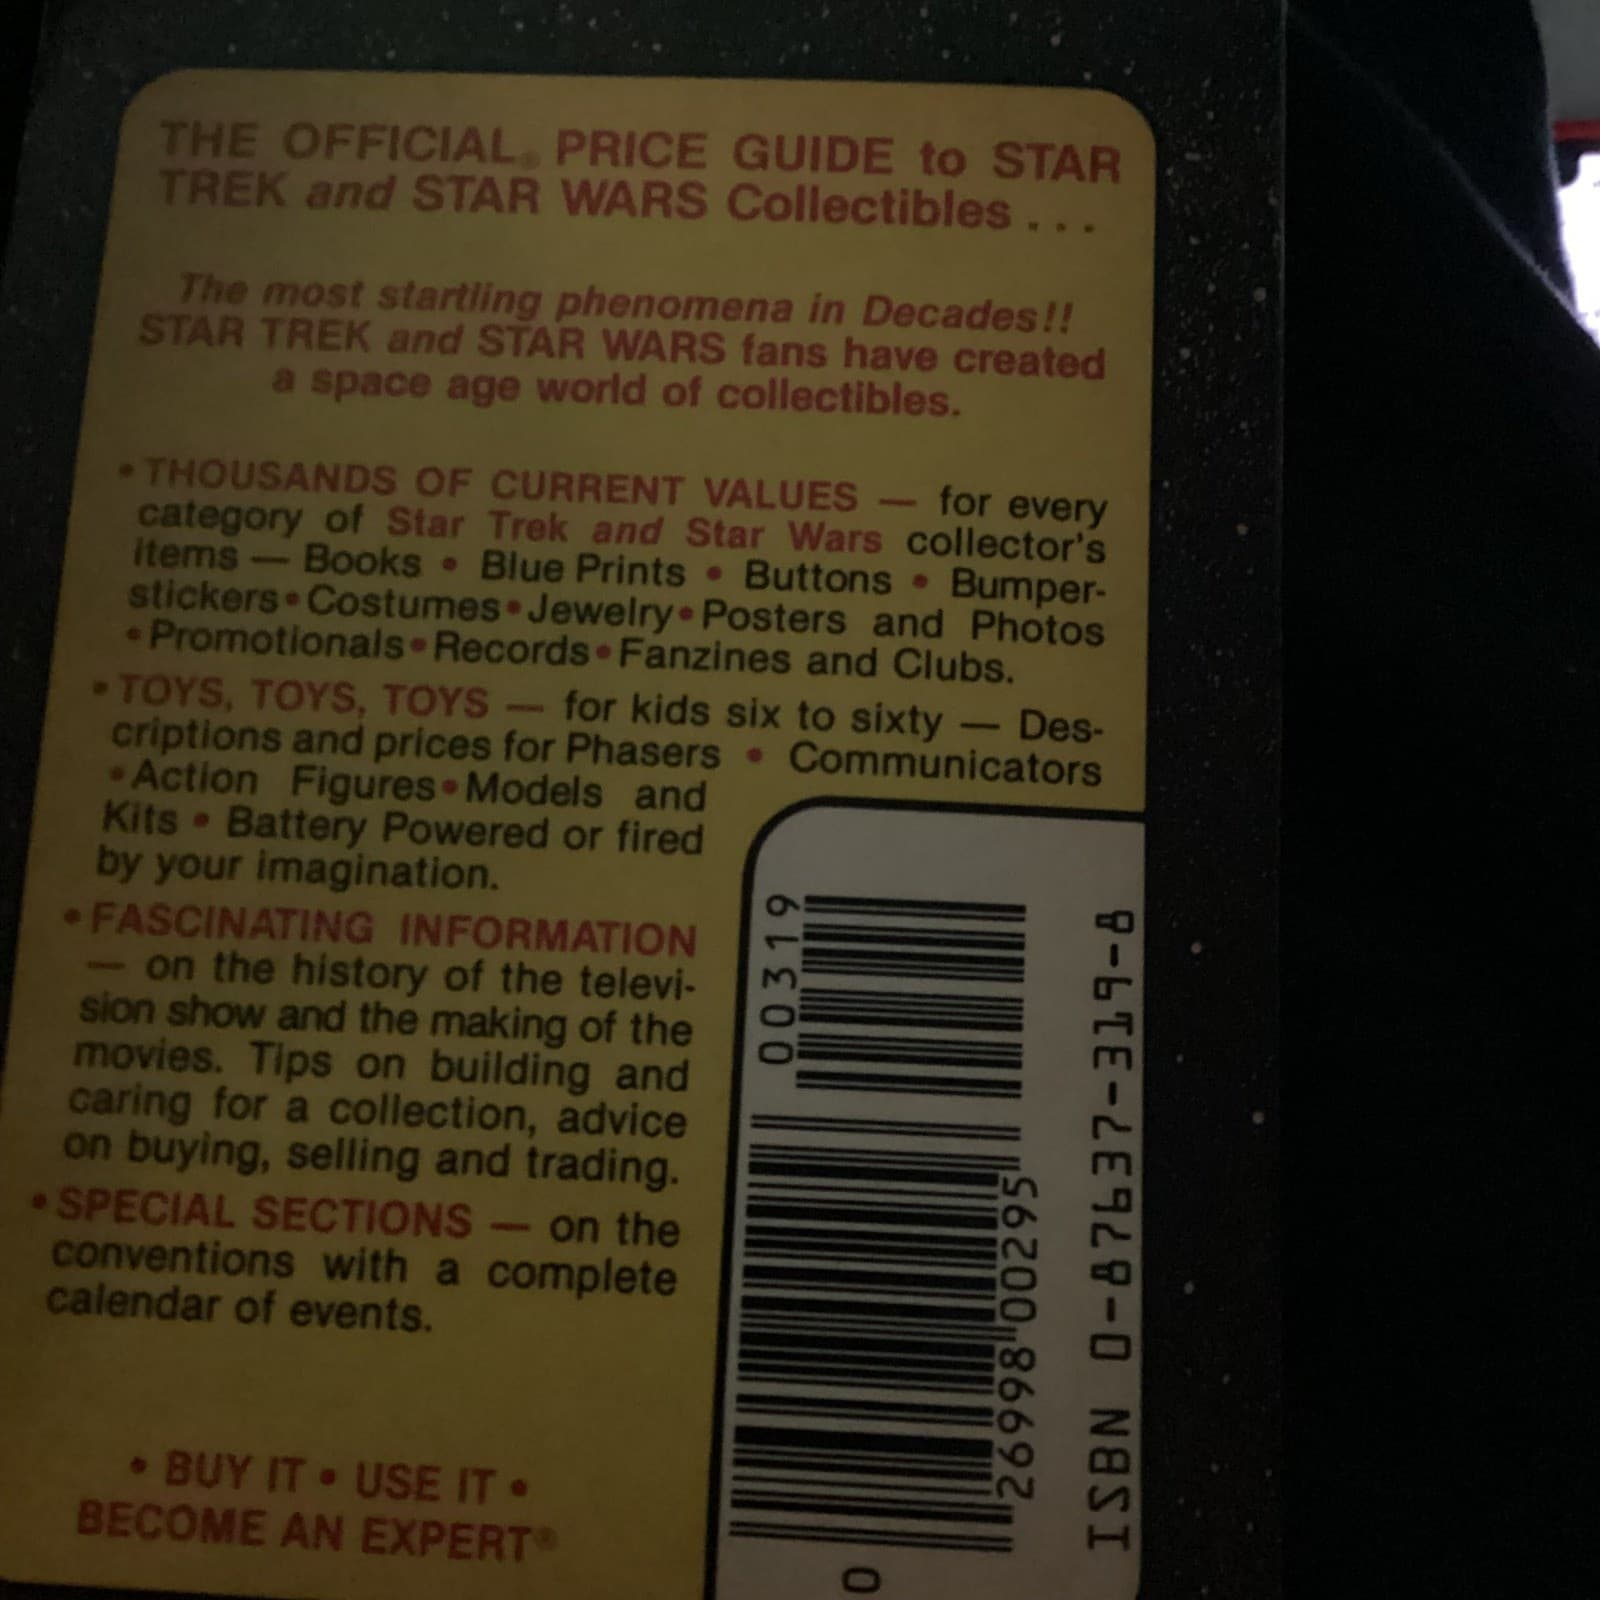 THE OFFICIAL® PRICE GUIDE to STAR
TREK and STAR WARS Collectibles . . .
The most startling phenomena in Decades!!
STAR TREK and STAR WARS fans have created
a space age world of collectibles.
• THOUSANDS OF CURRENT VALUES — for every
category of Star Trek and Star Wars collector's
items — Books • Blue Prints • Buttons • Bumper-
stickers • Costumes • Jewelry • Posters and Photos
• Promotionals • Records • Fanzines and Clubs.
• TOYS, TOYS, TOYS — for kids six to sixty — Des-
criptions and prices for Phasers • Communicators
• Action Figures • Models and
Kits • Battery Powered or fired
by your imagination.
• FASCINATING INFORMATION
— on the history of the televi-
sion show and the making of the
movies. Tips on building and
caring for a collection, advice
on buying, selling and trading.
• SPECIAL SECTIONS — on the
conventions with a complete
calendar of events.
• BUY IT • USE IT •
BECOME AN EXPERT®
00319
0 26998 00295
ISBN 0-87637-319-8